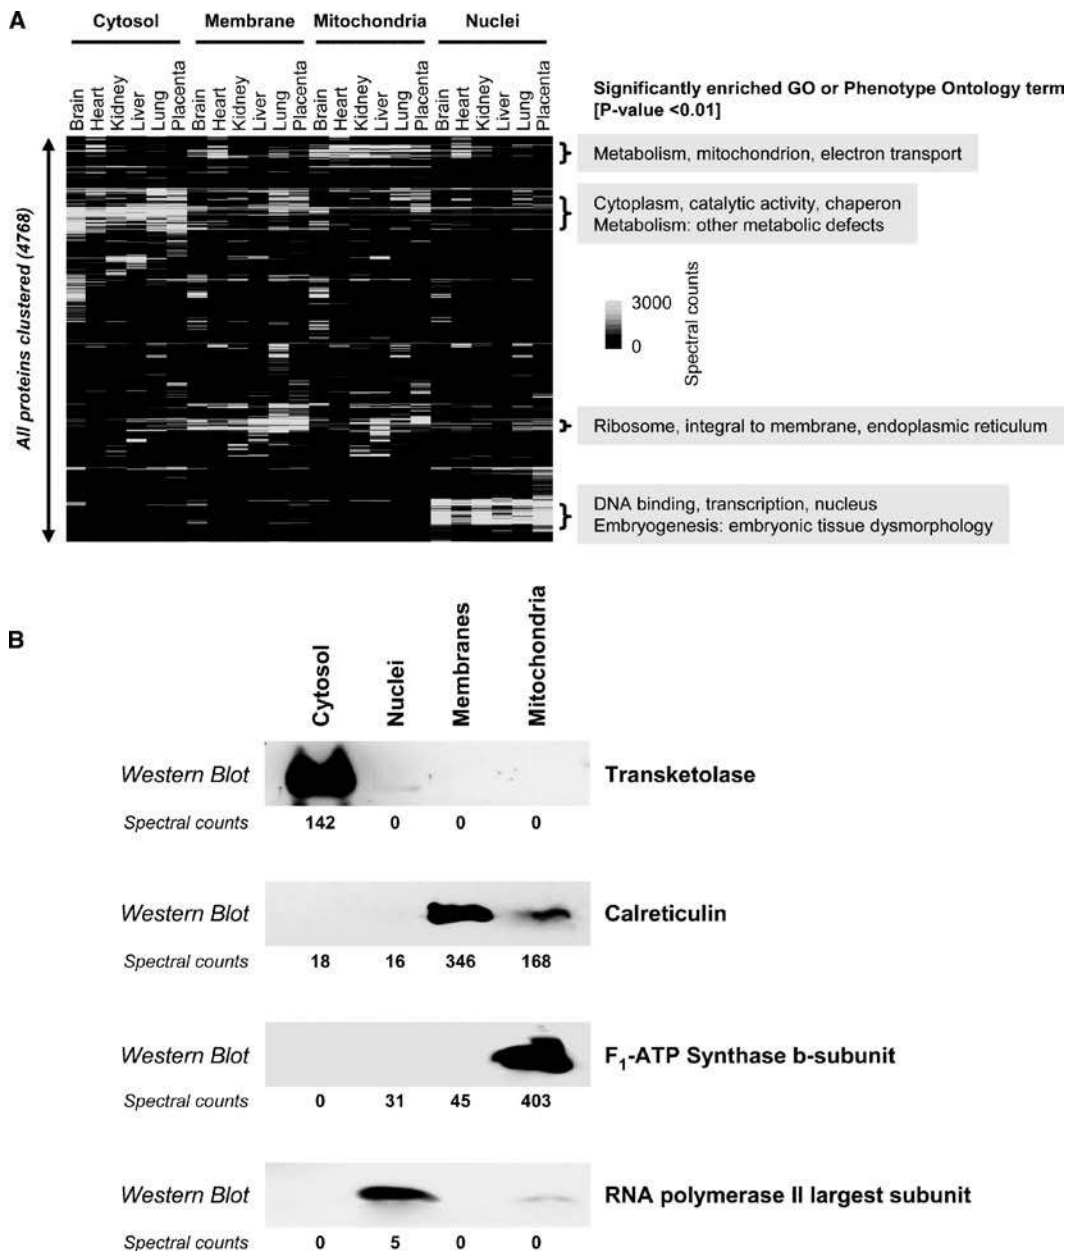 A
Cytosol Membrane Mitochondria Nuclei
Brain Heart Kidney Liver Lung Placenta Brain Heart Kidney Liver Lung Placenta Brain Heart Kidney Liver Lung Placenta Brain Heart Kidney Liver Lung Placenta
Significantly enriched GO or Phenotype Ontology term
[P-value <0.01]
All proteins clustered (4768)
Metabolism, mitochondrion, electron transport
Cytoplasm, catalytic activity, chaperon
Metabolism: other metabolic defects
3000
0
Spectral counts
Ribosome, integral to membrane, endoplasmic reticulum
DNA binding, transcription, nucleus
Embryogenesis: embryonic tissue dysmorphology
B
Cytosol Nuclei Membranes Mitochondria
Western Blot Transketolase
Spectral counts 142 0 0 0
Western Blot Calreticulin
Spectral counts 18 16 346 168
Western Blot F₁-ATP Synthase b-subunit
Spectral counts 0 31 45 403
Western Blot RNA polymerase II largest subunit
Spectral counts 0 5 0 0